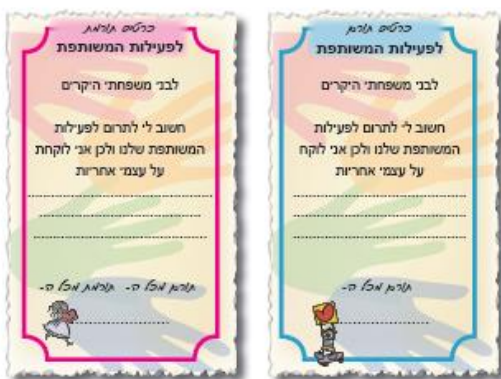 כרטיס תורם
לפעילות המשותפת
לבני משפחתי היקרים
חשוב לי לתרום לפעילות
המשותפת שלנו ולכן אני לוקח
על עצמי אחריות
תורם מכל ה-
כרטיס תורמת
לפעילות המשותפת
לבני משפחתי היקרים
חשוב לי לתרום לפעילות
המשותפת שלנו ולכן אני לוקחת
על עצמי אחריות
תורם מכל ה- תורמת מכל ה-